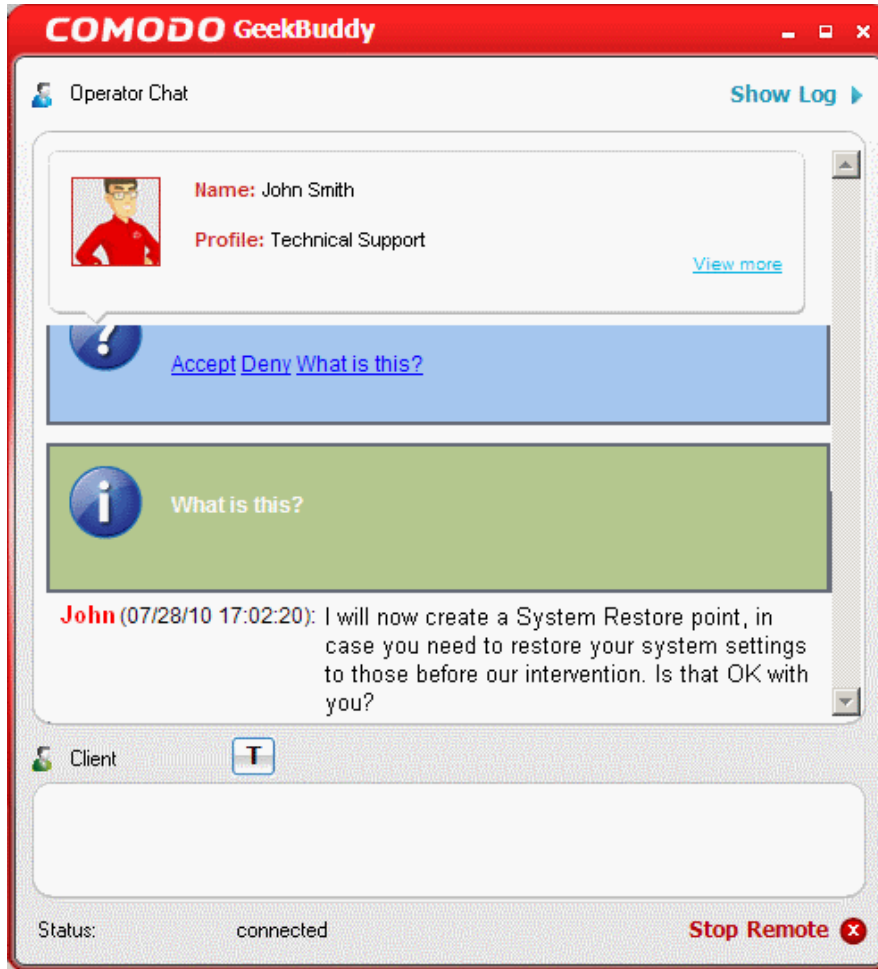 COMODO GeekBuddy
Operator Chat
Show Log
Name: John Smith
Profile: Technical Support
View more
?
Accept Deny What is this?
i
What is this?
John (07/28/10 17:02:20): I will now create a System Restore point, in
case you need to restore your system settings
to those before our intervention. Is that OK with
you?
Client
T
Status: connected
Stop Remote